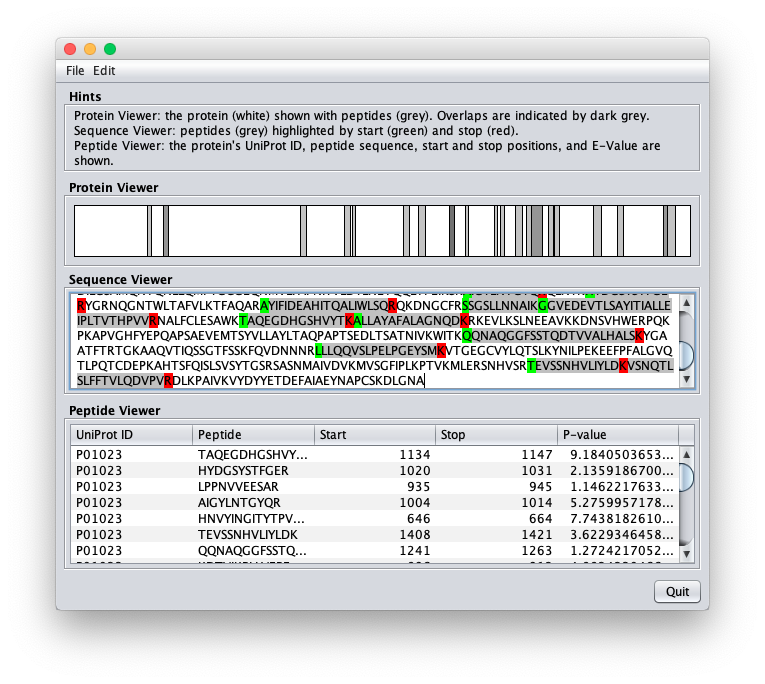 File Edit
Hints
Protein Viewer: the protein (white) shown with peptides (grey). Overlaps are indicated by dark grey.
Sequence Viewer: peptides (grey) highlighted by start (green) and stop (red).
Peptide Viewer: the protein's UniProt ID, peptide sequence, start and stop positions, and E-Value are
shown.
Protein Viewer
Sequence Viewer
RYGRNQGNTWLTAFVLKTFAQARAYIFIDEAHITQALIWLSQRQKDNGCFRSSGSLLNNAIKGGVEDEVTLSAYITIALLE
IPLTVTHPVVRNALFCLESAWKTAQEGDHGSHVYTKALLAYAFALAGNQDKRKEVLKSLNEEAVKKDNSVHWERPQK
PKAPVGHFYEPQAPSAEVEMTSYVLLAYLTAQPAPTSEDLTSATNIVKWITKQQNAQGGFSSTQDTVVALHALSKYGA
ATFTRTGKAAQVTIQSSGTFSSKFQVDNNNRLLLQQVSLPELPGEYSMKVTGEGCVYLQTSLKYNILPEKEEFPFALGVQ
TLPQTCDEPKAHTSFQISLSVSYTGSRSASNMAIVDVKMVSGFIPLKPTVKMLERSNHVSRTEVSSNHVLIYLDKVSNQTL
SLFFTVLQDVPVRDLKPAIVKVYDYYETDEFAIAEYNAPCSKDLGNA
Peptide Viewer
UniProt ID Peptide Start Stop P-value
P01023 TAQEGDHGSHVY... 1134 1147 9.1840503653...
P01023 HYDGSYSTFGER 1020 1031 2.1359186700...
P01023 LPPNVVEESAR 935 945 1.1462217633...
P01023 AIGYLNTGYQR 1004 1014 5.2759957178...
P01023 HNVYINGITYTPV... 646 664 7.7438182610...
P01023 TEVSSNHVLIYLDK 1408 1421 3.6229346458...
P01023 QQNAQGGFSSTQ... 1241 1263 1.2724217052...
Quit